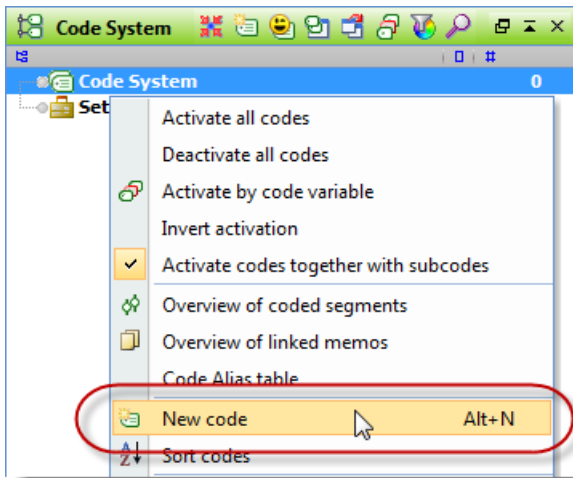 Code System
#
Code System 0
Set
Activate all codes
Deactivate all codes
Activate by code variable
Invert activation
Activate codes together with subcodes
Overview of coded segments
Overview of linked memos
Code Alias table
New code Alt+N
Sort codes